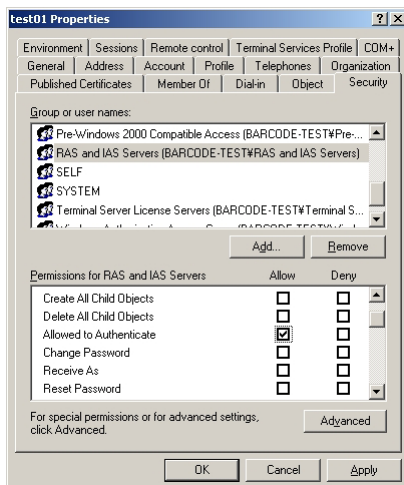 test01 Properties
Environment Sessions Remote control Terminal Services Profile COM+
General Address Account Profile Telephones Organization
Published Certificates Member Of Dial-in Object Security
Group or user names:
Pre-Windows 2000 Compatible Access (BARCODE-TEST¥Pre-...
RAS and IAS Servers (BARCODE-TEST¥RAS and IAS Servers)
SELF
SYSTEM
Terminal Server License Servers (BARCODE-TEST¥Terminal S...
Add... Remove
Permissions for RAS and IAS Servers Allow Deny
Create All Child Objects
Delete All Child Objects
Allowed to Authenticate
Change Password
Receive As
Reset Password
For special permissions or for advanced settings,
click Advanced.
Advanced
OK Cancel Apply